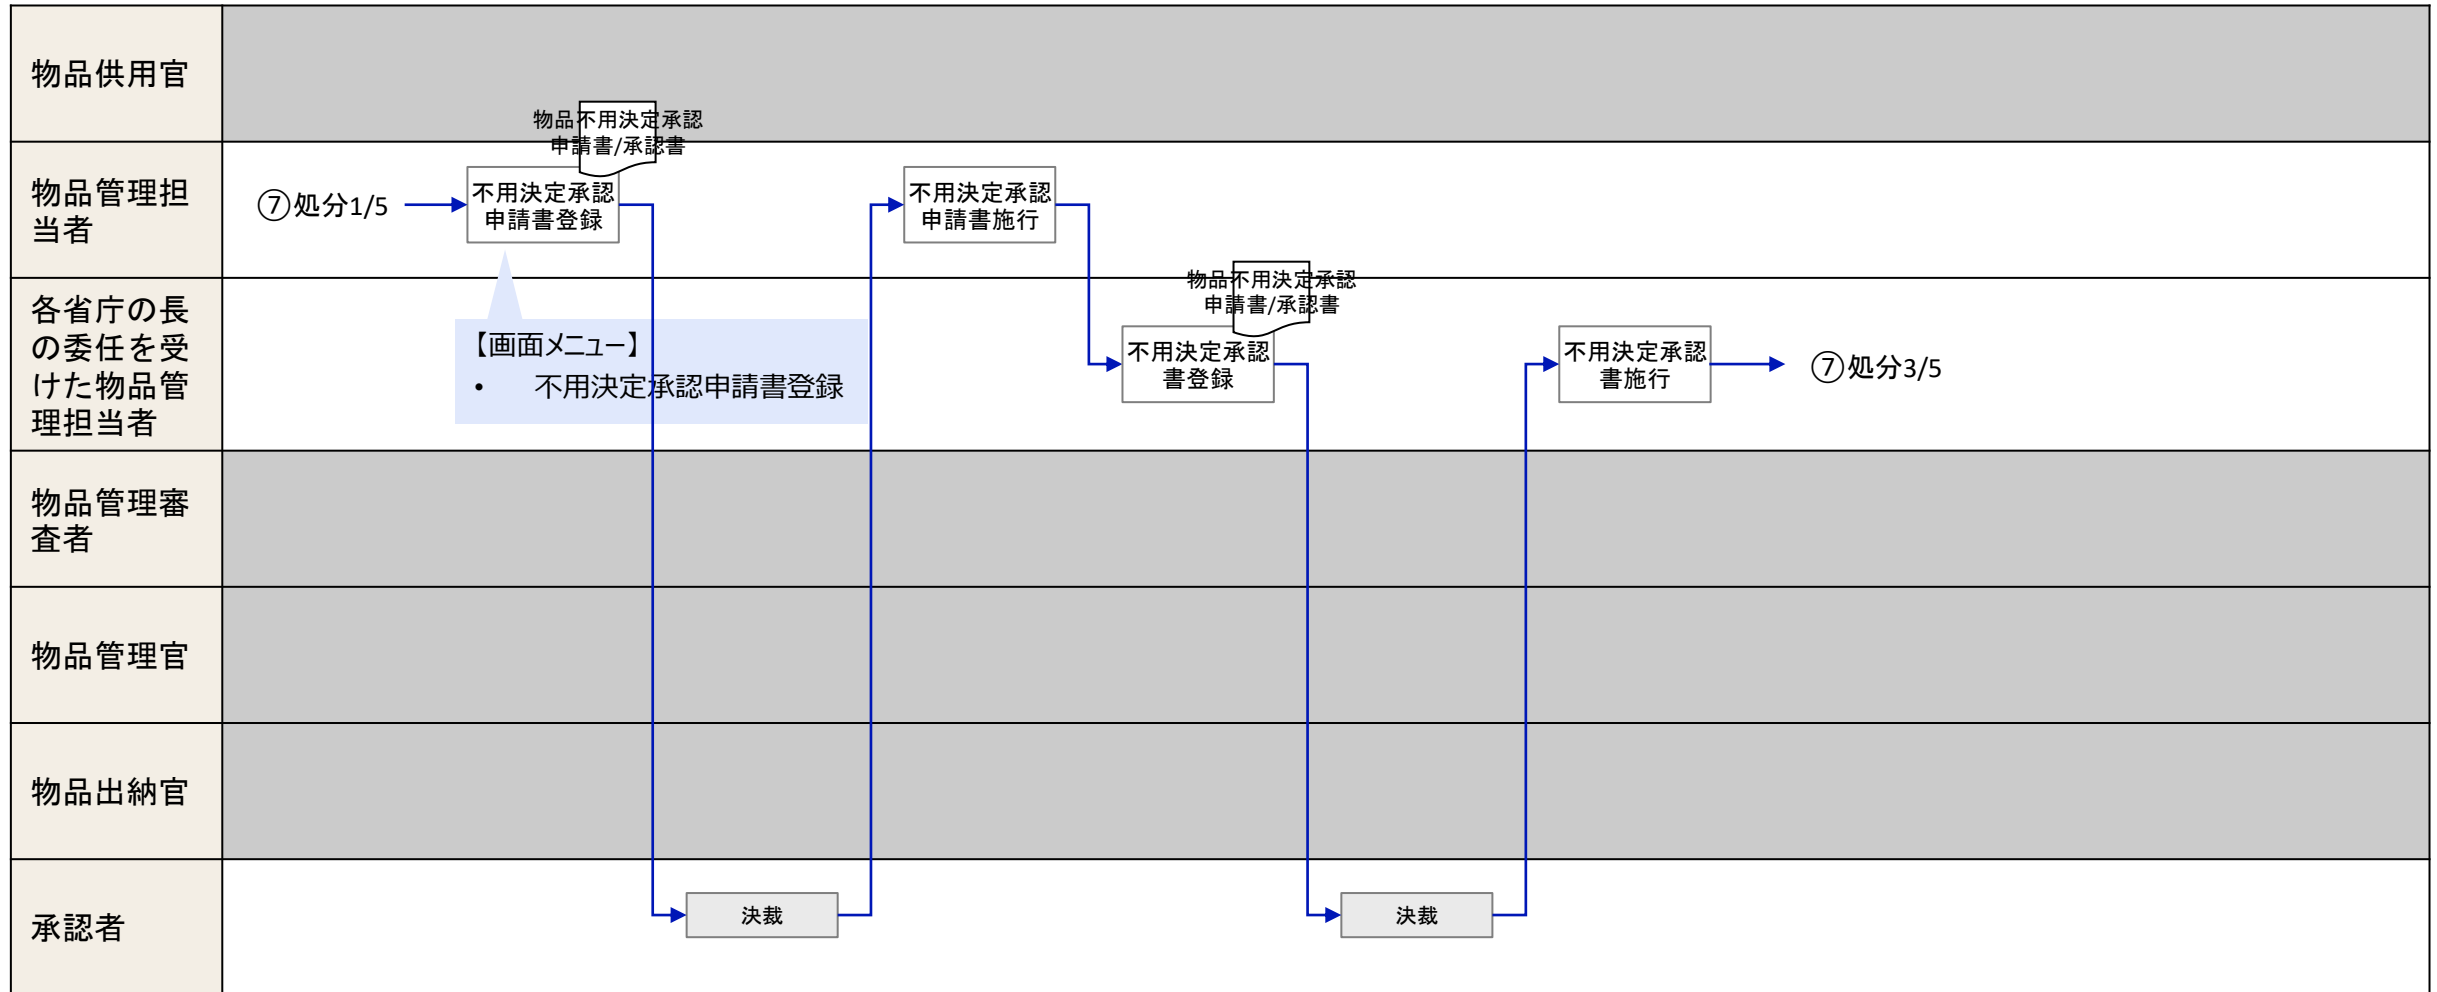 物品供用官
物品不用決定承認
申請書/承認書
物品管理担
当者
⑦処分1/5
不用決定承認
申請書登録
不用決定承認
申請書施行
各省庁の長
の委任を受
けた物品管
理担当者
【画面メニュー】
• 不用決定承認申請書登録
物品不用決定承認
申請書/承認書
不用決定承認
書登録
不用決定承認
書施行
⑦処分3/5
物品管理審
査者
物品管理官
物品出納官
承認者
決裁
決裁